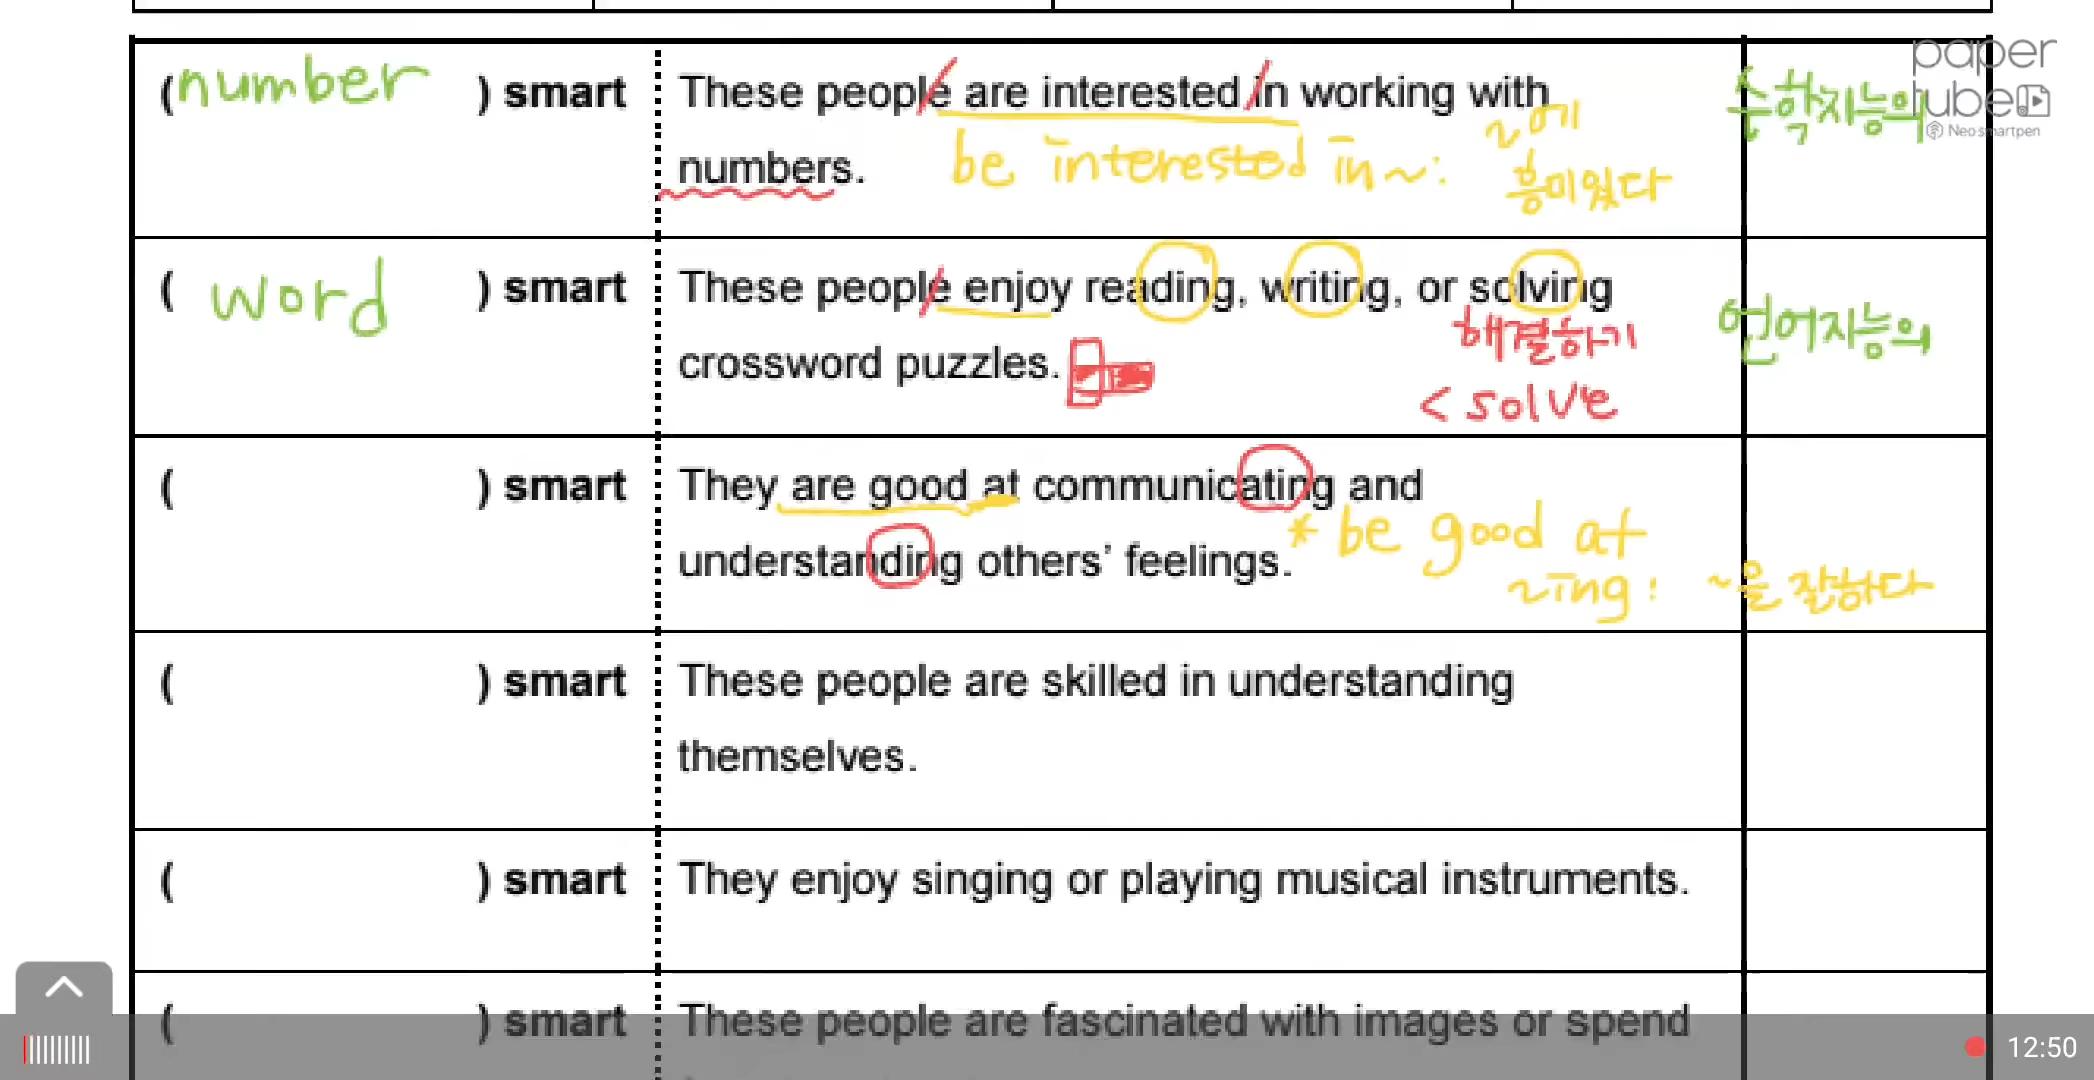 (number) smart
These people are interested in working with
numbers.
be interested in~:
~에
흥미있다
수학지능의
paper
tube
Neo smartpen
(word) smart
These people enjoy reading, writing, or solving
crossword puzzles.
해결하기
< solve
언어지능의
( ) smart
They are good at communicating and
understanding others' feelings.
* be good at
~ing: ~을 잘하다
( ) smart
These people are skilled in understanding
themselves.
( ) smart
They enjoy singing or playing musical instruments.
( ) smart
These people are fascinated with images or spend
12:50